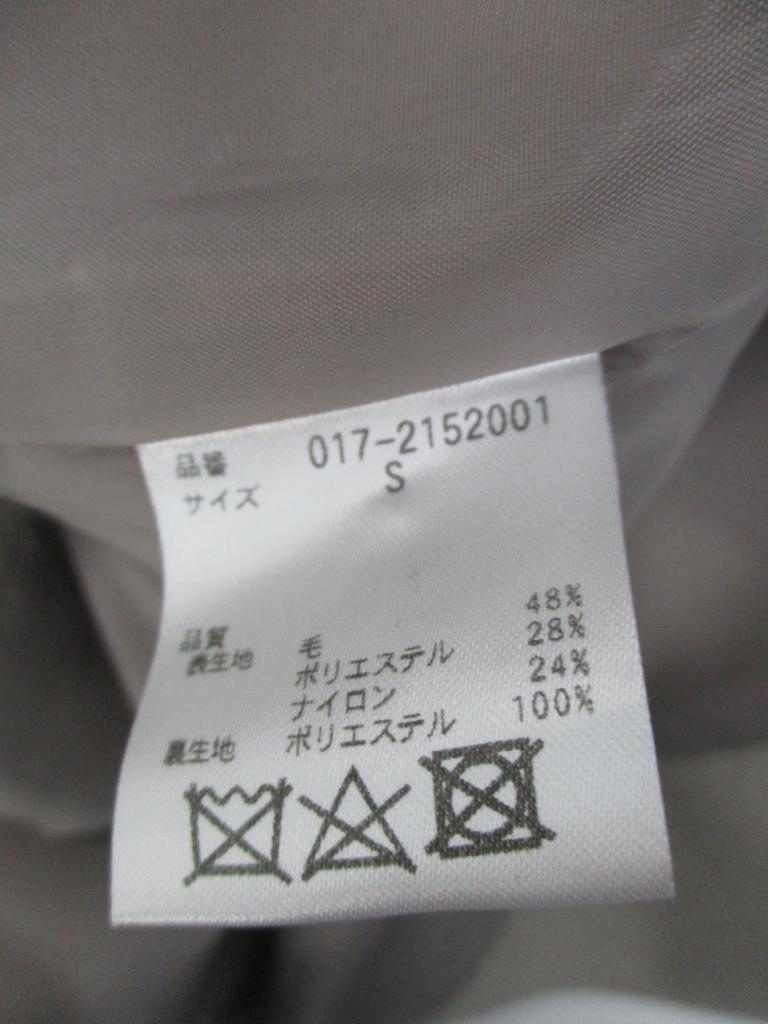 品番 017-2152001
サイズ S
品質
表生地 毛 48%
ポリエステル 28%
ナイロン 24%
裏生地 ポリエステル 100%